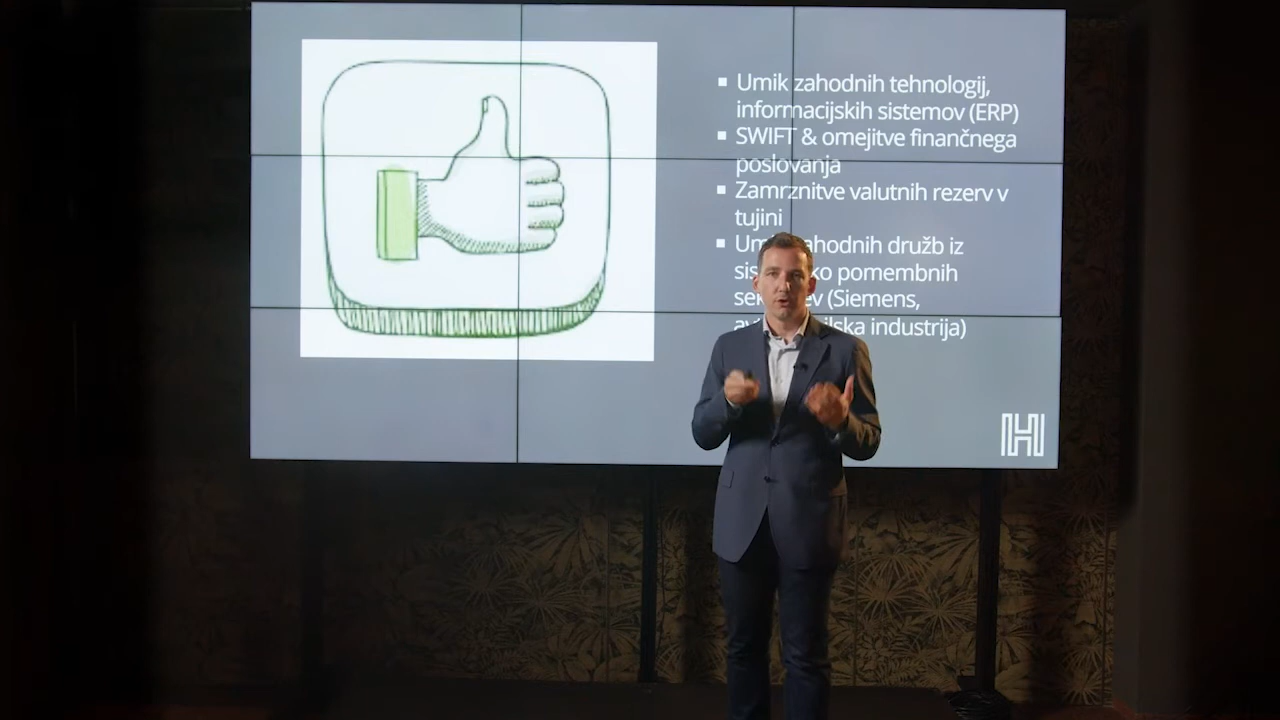 Umik zahodnih tehnologij,
informacijskih sistemov (ERP)
SWIFT & omejitve finančnega
poslovanja
Zamrznitve valutnih rezerv v
tujini
zahodnih družb iz
pomembnih
(Siemens,
industrija)
H